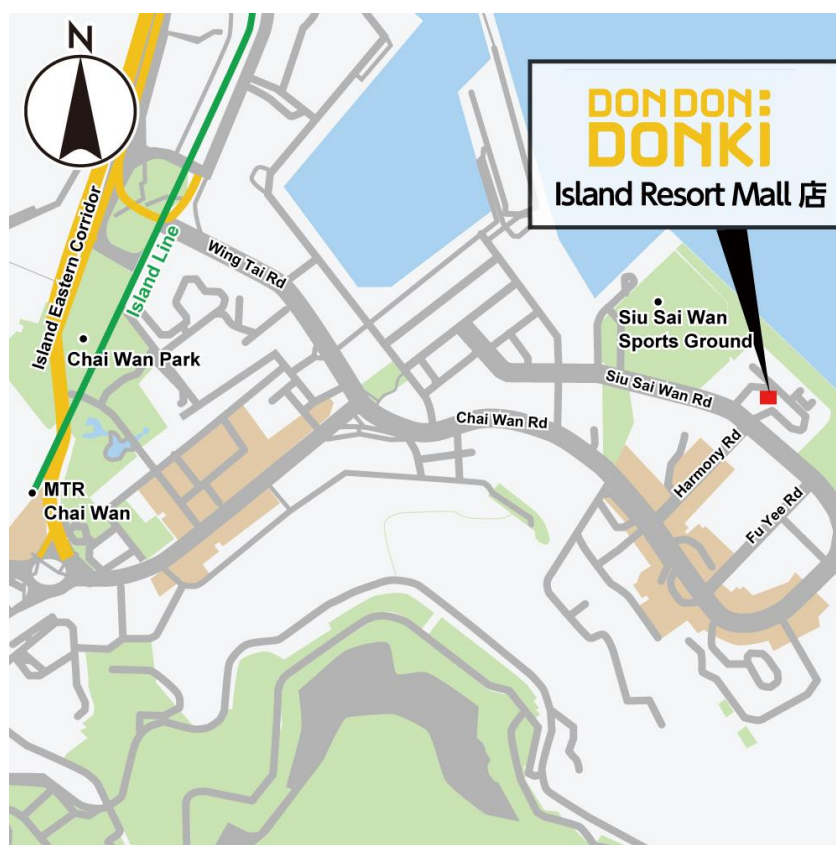 N
DON DON:
DONKI
Island Resort Mall 店
Island Eastern Corridor
Island Line
Wing Tai Rd
Chai Wan Park
Siu Sai Wan
Sports Ground
Siu Sai Wan Rd
Chai Wan Rd
Harmony Rd
Fu Yee Rd
MTR
Chai Wan